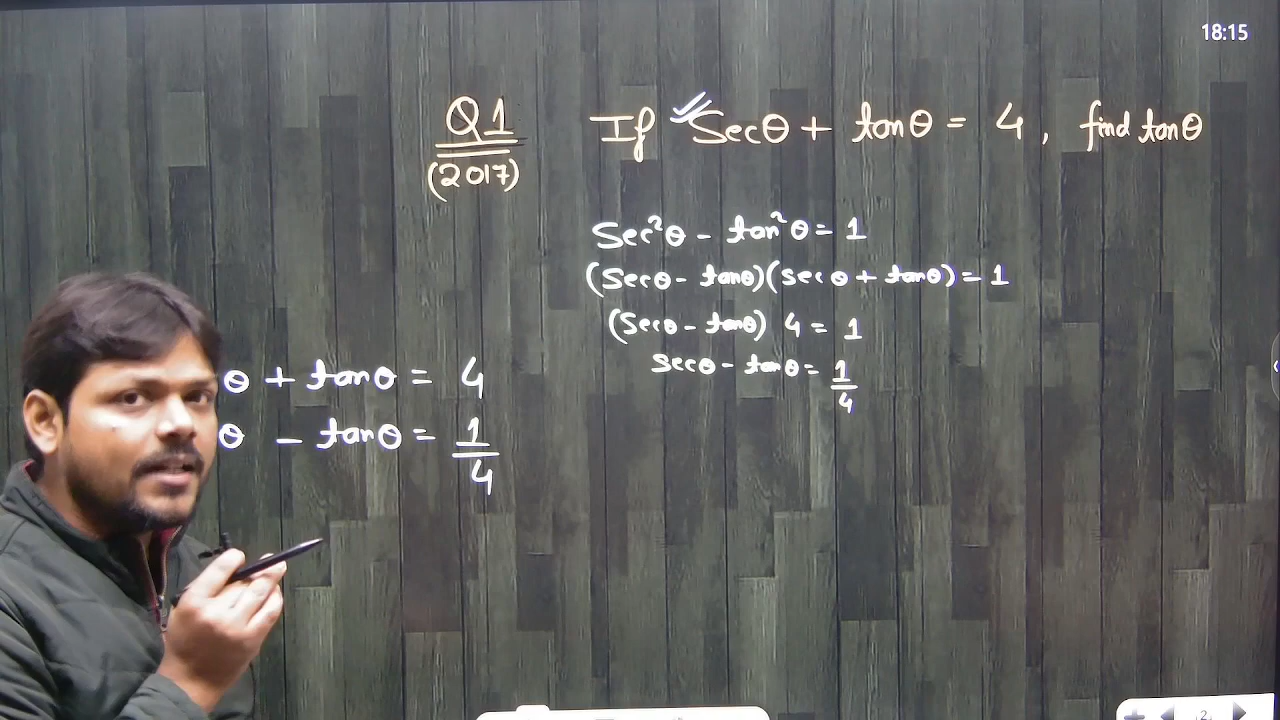 18:15
Q1 If Secθ + tanθ = 4, find tanθ
(2017)
Sec²θ - tan²θ = 1
(Secθ - tanθ)(secθ + tanθ) = 1
(Secθ - tanθ) 4 = 1
secθ - tanθ = 1/4
θ + tanθ = 4
θ - tanθ = 1/4
2